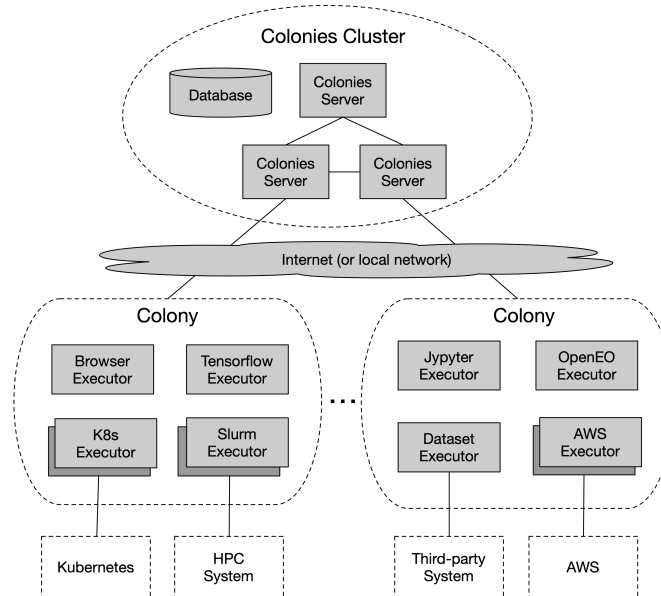 Colonies Cluster
Database
Colonies
Server
Colonies
Server
Colonies
Server
Internet (or local network)
Colony
Browser
Executor
Tensorflow
Executor
K8s
Executor
Slurm
Executor
...
Colony
Jypyter
Executor
OpenEO
Executor
Dataset
Executor
AWS
Executor
Kubernetes
HPC
System
Third-party
System
AWS